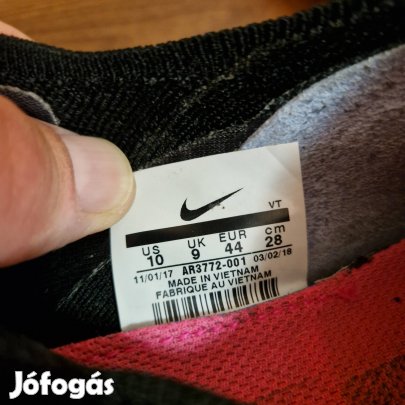 VT
US UK EUR cm
10 9 44 28
11/01/17 AR3772-001 03/02/18
MADE IN VIETNAM
FABRIQUE AU VIETNAM
Jófogás